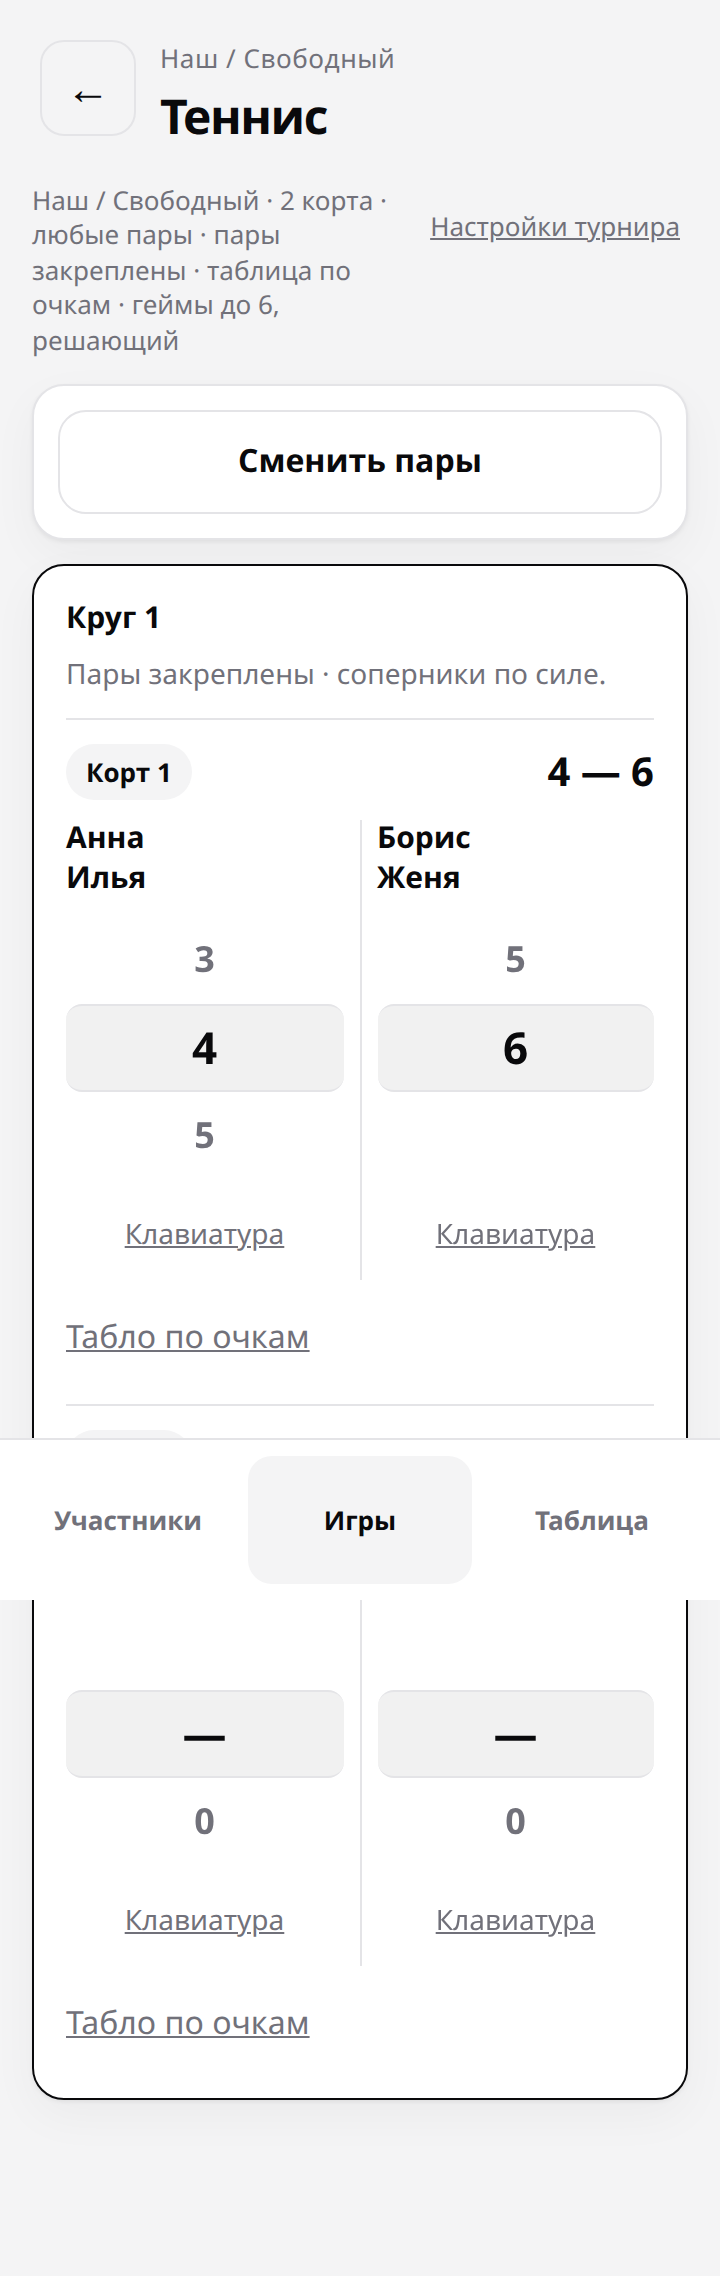 ←
Наш / Свободный
Теннис
Наш / Свободный · 2 корта ·
любые пары · пары
закреплены · таблица по
очкам · геймы до 6,
решающий
Настройки турнира
Сменить пары
Круг 1
Пары закреплены · соперники по силе.
Корт 1
4 — 6
Анна
Илья
Борис
Женя
3
5
4
6
5
Клавиатура
Клавиатура
Табло по очкам
Участники
Игры
Таблица
—
—
0
0
Клавиатура
Клавиатура
Табло по очкам